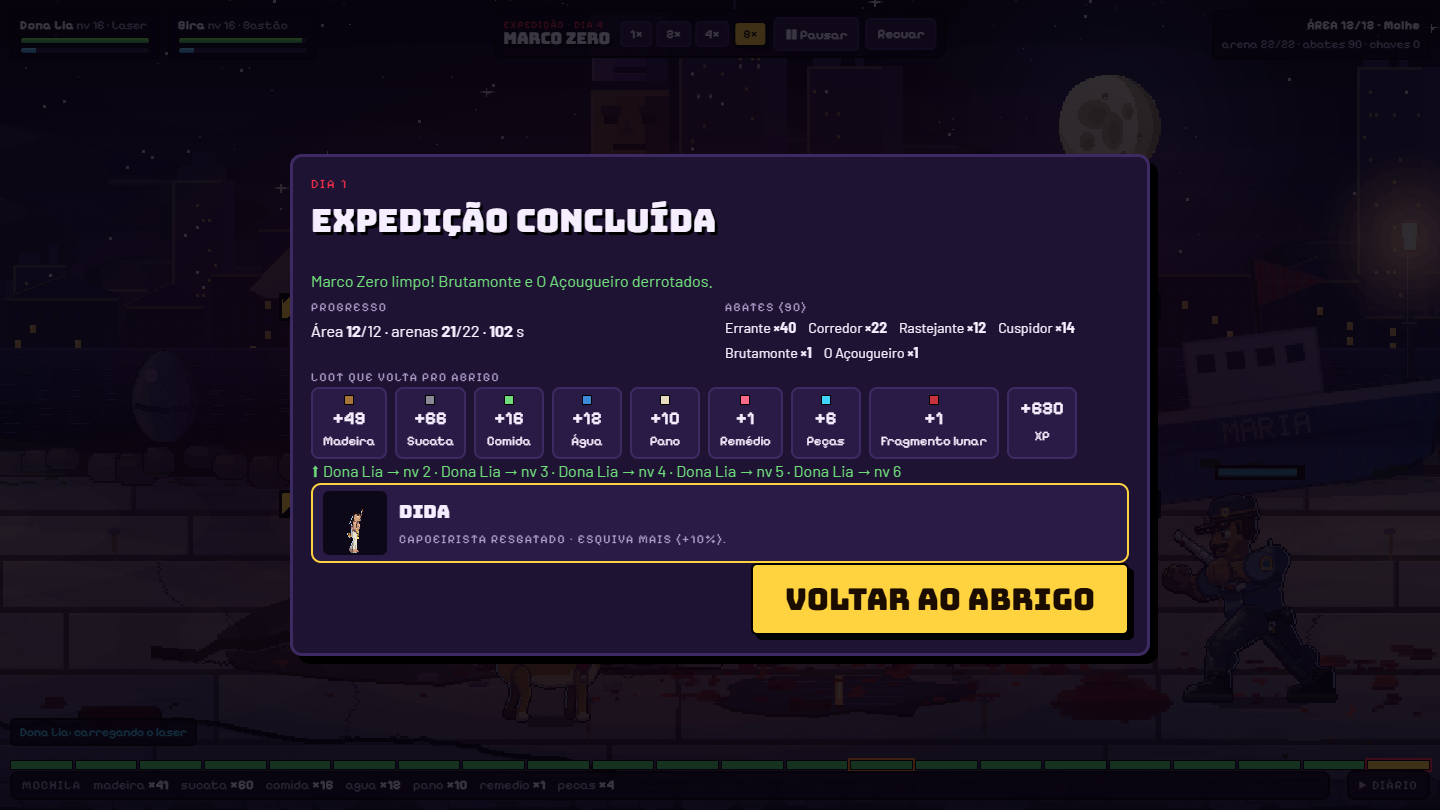 Dona Lia nv 16 · Laser
Gira nv 16 · Bastão
EXPEDIÇÃO · DIA 4
MARCO ZERO
1× 2× 4× 8× Pausar Recuar
ÁREA 12/12 · Molhe
arena 22/22 · abates 90 · chaves 0
DIA 1
EXPEDIÇÃO CONCLUÍDA
Marco Zero limpo! Brutamonte e O Açougueiro derrotados.
PROGRESSO
Área 12/12 · arenas 21/22 · 102 s
ABATES (90)
Errante ×40 Corredor ×22 Rastejante ×12 Cuspidor ×14
Brutamonte ×1 O Açougueiro ×1
LOOT QUE VOLTA PRO ABRIGO
+49 Madeira
+66 Sucata
+16 Comida
+12 Água
+10 Pano
+1 Remédio
+6 Peças
+1 Fragmento lunar
+630 XP
⬆ Dona Lia → nv 2 · Dona Lia → nv 3 · Dona Lia → nv 4 · Dona Lia → nv 5 · Dona Lia → nv 6
DIDA
CAPOEIRISTA RESGATADO · ESQUIVA MAIS (+10%).
VOLTAR AO ABRIGO
MARIA
Dona Lia: carregando o laser
MOCHILA madeira ×41 sucata ×60 comida ×16 agua ×12 pano ×10 remedio ×1 pecas ×4
▶ DIÁRIO